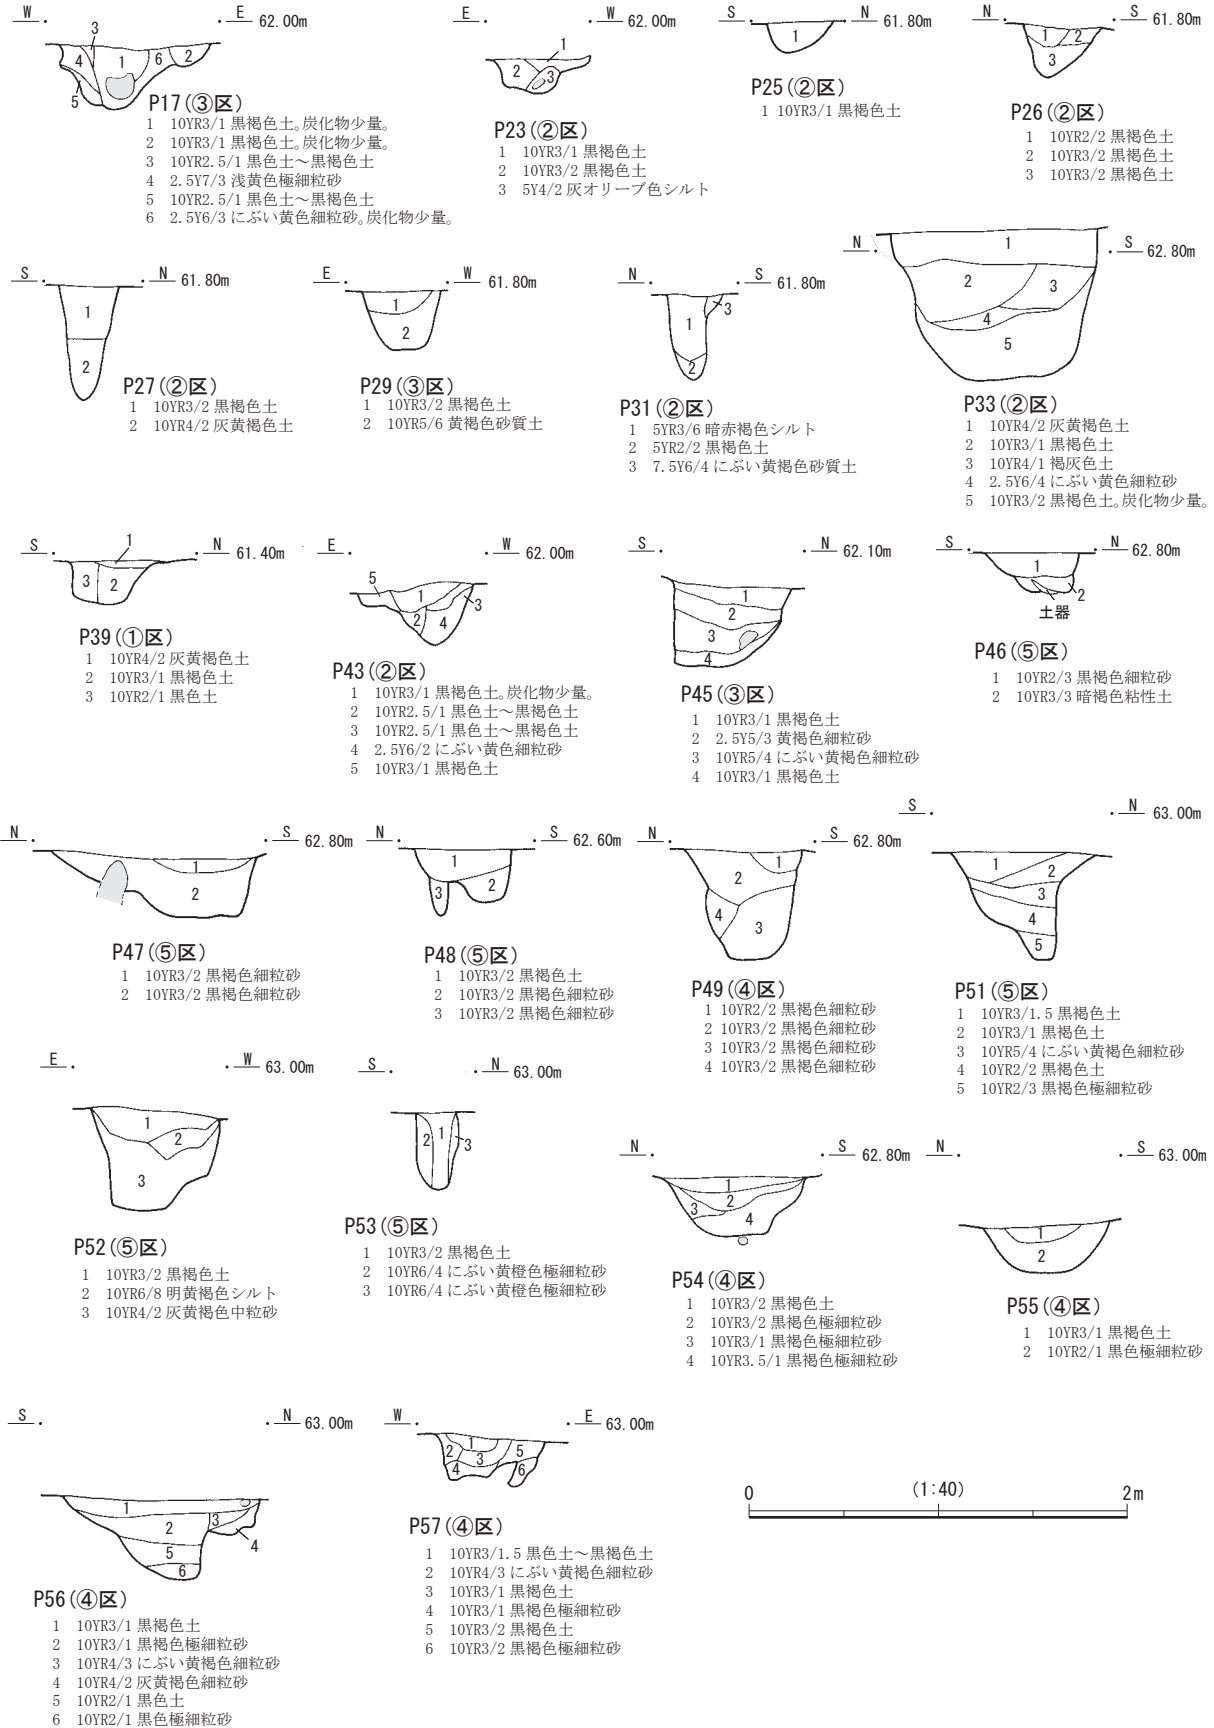 W E 62.00m
3
4 1 6 2
5
P17(③区)
1 10YR3/1 黒褐色土。炭化物少量。
2 10YR3/1 黒褐色土。炭化物少量。
3 10YR2.5/1 黒色土～黒褐色土
4 2.5Y7/3 浅黄色極細粒砂
5 10YR2.5/1 黒色土～黒褐色土
6 2.5Y6/3 にぶい黄色細粒砂。炭化物少量。
E W 62.00m
1
2 3
P23(②区)
1 10YR3/1 黒褐色土
2 10YR3/2 黒褐色土
3 5Y4/2 灰オリーブ色シルト
S N 61.80m
1
P25(②区)
1 10YR3/1 黒褐色土
N S 61.80m
1 2
3
P26(②区)
1 10YR2/2 黒褐色土
2 10YR3/2 黒褐色土
3 10YR3/2 黒褐色土
S N 61.80m
1
2
P27(②区)
1 10YR3/2 黒褐色土
2 10YR4/2 灰黄褐色土
E W 61.80m
1
2
P29(③区)
1 10YR3/2 黒褐色土
2 10YR5/6 黄褐色砂質土
N S 61.80m
1 3
2
P31(②区)
1 5YR3/6 暗赤褐色シルト
2 5YR2/2 黒褐色土
3 7.5Y6/4 にぶい黄褐色砂質土
N S 62.80m
1
2 3
4
5
P33(②区)
1 10YR4/2 灰黄褐色土
2 10YR3/1 黒褐色土
3 10YR4/1 褐灰色土
4 2.5Y6/4 にぶい黄色細粒砂
5 10YR3/2 黒褐色土。炭化物少量。
S N 61.40m
1
3 2
P39(①区)
1 10YR4/2 灰黄褐色土
2 10YR3/1 黒褐色土
3 10YR2/1 黒色土
E W 62.00m
5 1 3
2 4
P43(②区)
1 10YR3/1 黒褐色土。炭化物少量。
2 10YR2.5/1 黒色土～黒褐色土
3 10YR2.5/1 黒色土～黒褐色土
4 2.5Y6/2 にぶい黄色細粒砂
5 10YR3/1 黒褐色土
S N 62.10m
1
2
3
4
P45(③区)
1 10YR3/1 黒褐色土
2 2.5Y5/3 黄褐色細粒砂
3 10YR5/4 にぶい黄褐色細粒砂
4 10YR3/1 黒褐色土
S N 62.80m
1
2
土器
P46(⑤区)
1 10YR2/3 黒褐色細粒砂
2 10YR3/3 暗褐色粘性土
N S 62.80m
1
2
P47(⑤区)
1 10YR3/2 黒褐色細粒砂
2 10YR3/2 黒褐色細粒砂
N S 62.60m
1
3 2
P48(⑤区)
1 10YR3/2 黒褐色土
2 10YR3/2 黒褐色細粒砂
3 10YR3/2 黒褐色細粒砂
N S 62.80m
1
2
4 3
P49(④区)
1 10YR2/2 黒褐色細粒砂
2 10YR3/2 黒褐色細粒砂
3 10YR3/2 黒褐色細粒砂
4 10YR3/2 黒褐色細粒砂
S N 63.00m
1 2
3
4
5
P51(⑤区)
1 10YR3/1.5 黒褐色土
2 10YR3/1 黒褐色土
3 10YR5/4 にぶい黄褐色細粒砂
4 10YR2/2 黒褐色土
5 10YR2/3 黒褐色極細粒砂
E W 63.00m
1
2
3
P52(⑤区)
1 10YR3/2 黒褐色土
2 10YR6/8 明黄褐色シルト
3 10YR4/2 灰黄褐色中粒砂
S N 63.00m
2 1 3
P53(⑤区)
1 10YR3/2 黒褐色土
2 10YR6/4 にぶい黄橙色極細粒砂
3 10YR6/4 にぶい黄橙色極細粒砂
N S 62.80m
1
2
3 4
P54(④区)
1 10YR3/2 黒褐色土
2 10YR3/2 黒褐色極細粒砂
3 10YR3/1 黒褐色極細粒砂
4 10YR3.5/1 黒褐色極細粒砂
N S 63.00m
1
2
P55(④区)
1 10YR3/1 黒褐色土
2 10YR2/1 黒色極細粒砂
S N 63.00m
1
2 3
4
5
6
P56(④区)
1 10YR3/1 黒褐色土
2 10YR3/1 黒褐色極細粒砂
3 10YR4/3 にぶい黄褐色細粒砂
4 10YR4/2 灰黄褐色細粒砂
5 10YR2/1 黒色土
6 10YR2/1 黒色極細粒砂
W E 63.00m
1
2 3 5
4 6
P57(④区)
1 10YR3/1.5 黒色土～黒褐色土
2 10YR4/3 にぶい黄褐色細粒砂
3 10YR3/1 黒褐色土
4 10YR3/1 黒褐色極細粒砂
5 10YR3/2 黒褐色土
6 10YR3/2 黒褐色極細粒砂
0 (1:40) 2m